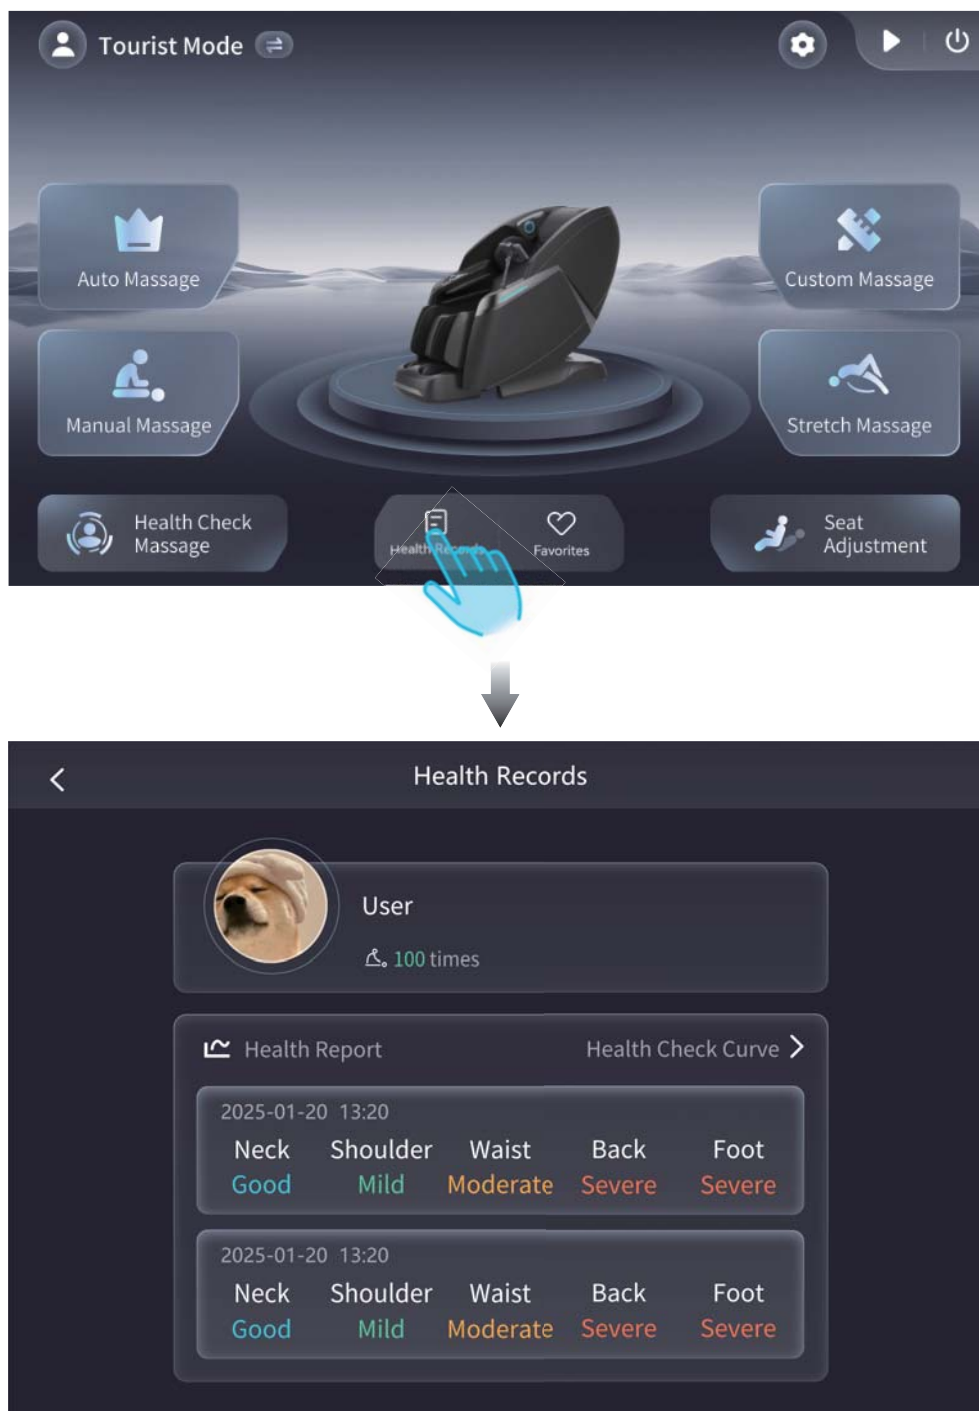 Tourist Mode
Auto Massage
Custom Massage
Manual Massage
Stretch Massage
Health Check
Massage
Health Records
Favorites
Seat
Adjustment
Health Records
User
100 times
Health Report
Health Check Curve
2025-01-20 13:20
Neck Shoulder Waist Back Foot
Good Mild Moderate Severe Severe
2025-01-20 13:20
Neck Shoulder Waist Back Foot
Good Mild Moderate Severe Severe